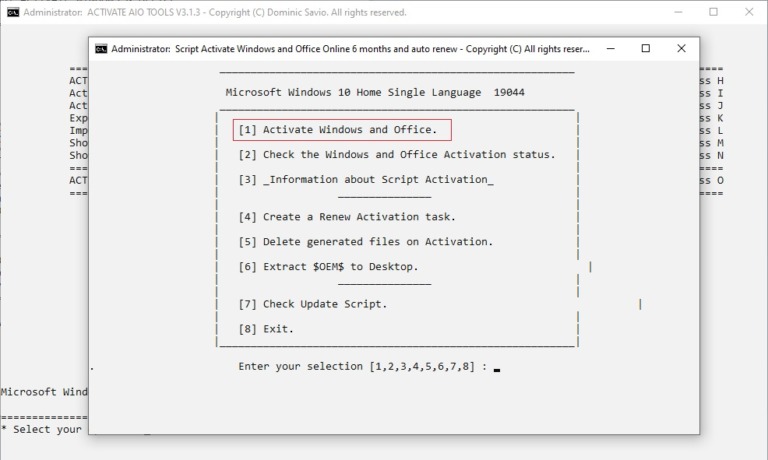 Administrator: ACTIVATE AIO TOOLS V3.1.3 - Copyright (C) Dominic Savio. All rights reserved.
Administrator: Script Activate Windows and Office Online 6 months and auto renew - Copyright (C) All rights reser...
Microsoft Windows 10 Home Single Language 19044
[1] Activate Windows and Office.
[2] Check the Windows and Office Activation status.
[3] _Information about Script Activation_
[4] Create a Renew Activation task.
[5] Delete generated files on Activation.
[6] Extract $OEM$ to Desktop.
[7] Check Update Script.
[8] Exit.
Enter your selection [1,2,3,4,5,6,7,8] :
ACT ss H
Act ss I
Act ss J
Exp ss K
Imp ss L
Sho ss M
Sho ss N
ACT ss O
Microsoft Wind
* Select your